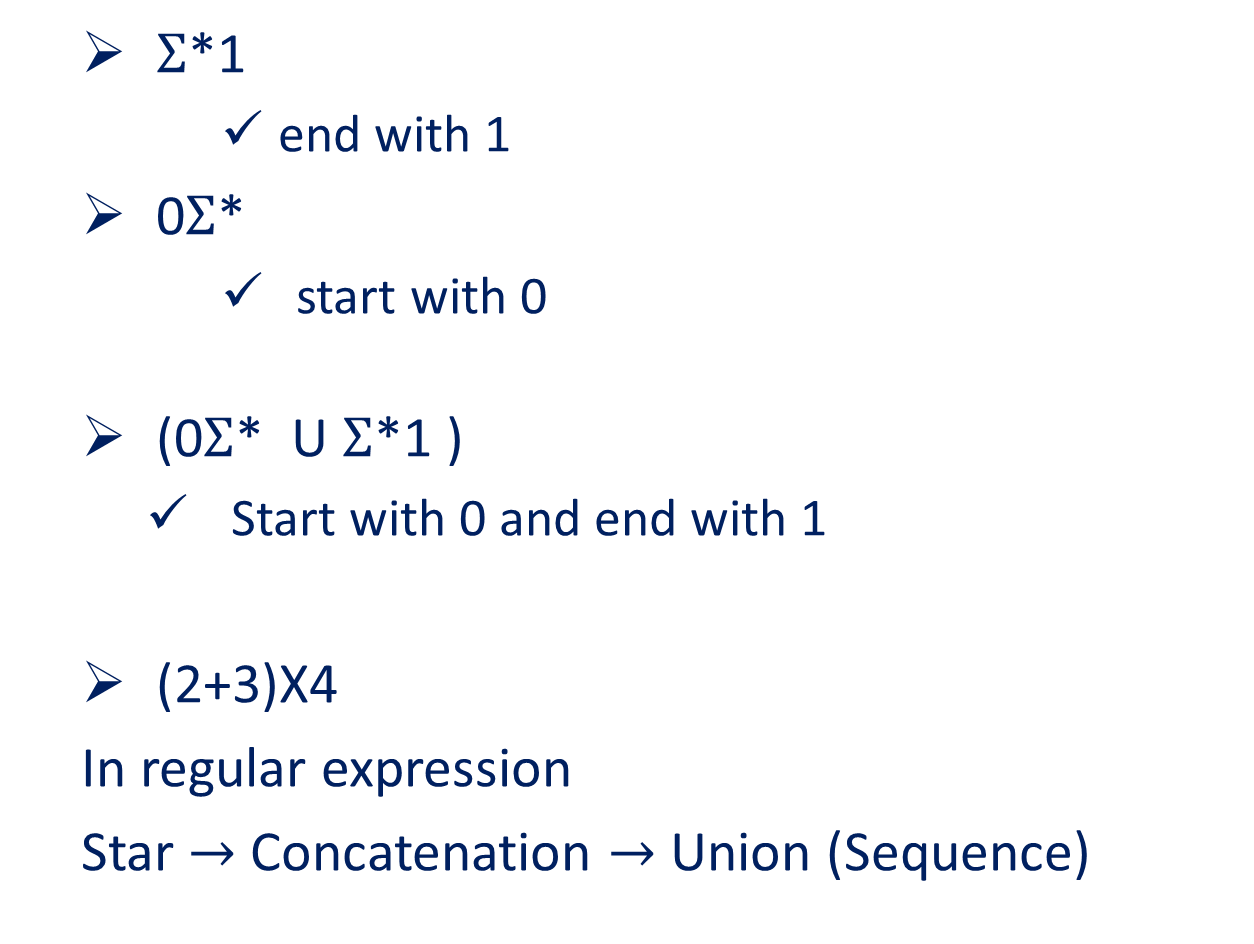 ➢ Σ*1
✓ end with 1
➢ 0Σ*
✓ start with 0
➢ (0Σ* U Σ*1 )
✓ Start with 0 and end with 1
➢ (2+3)X4
In regular expression
Star → Concatenation → Union (Sequence)